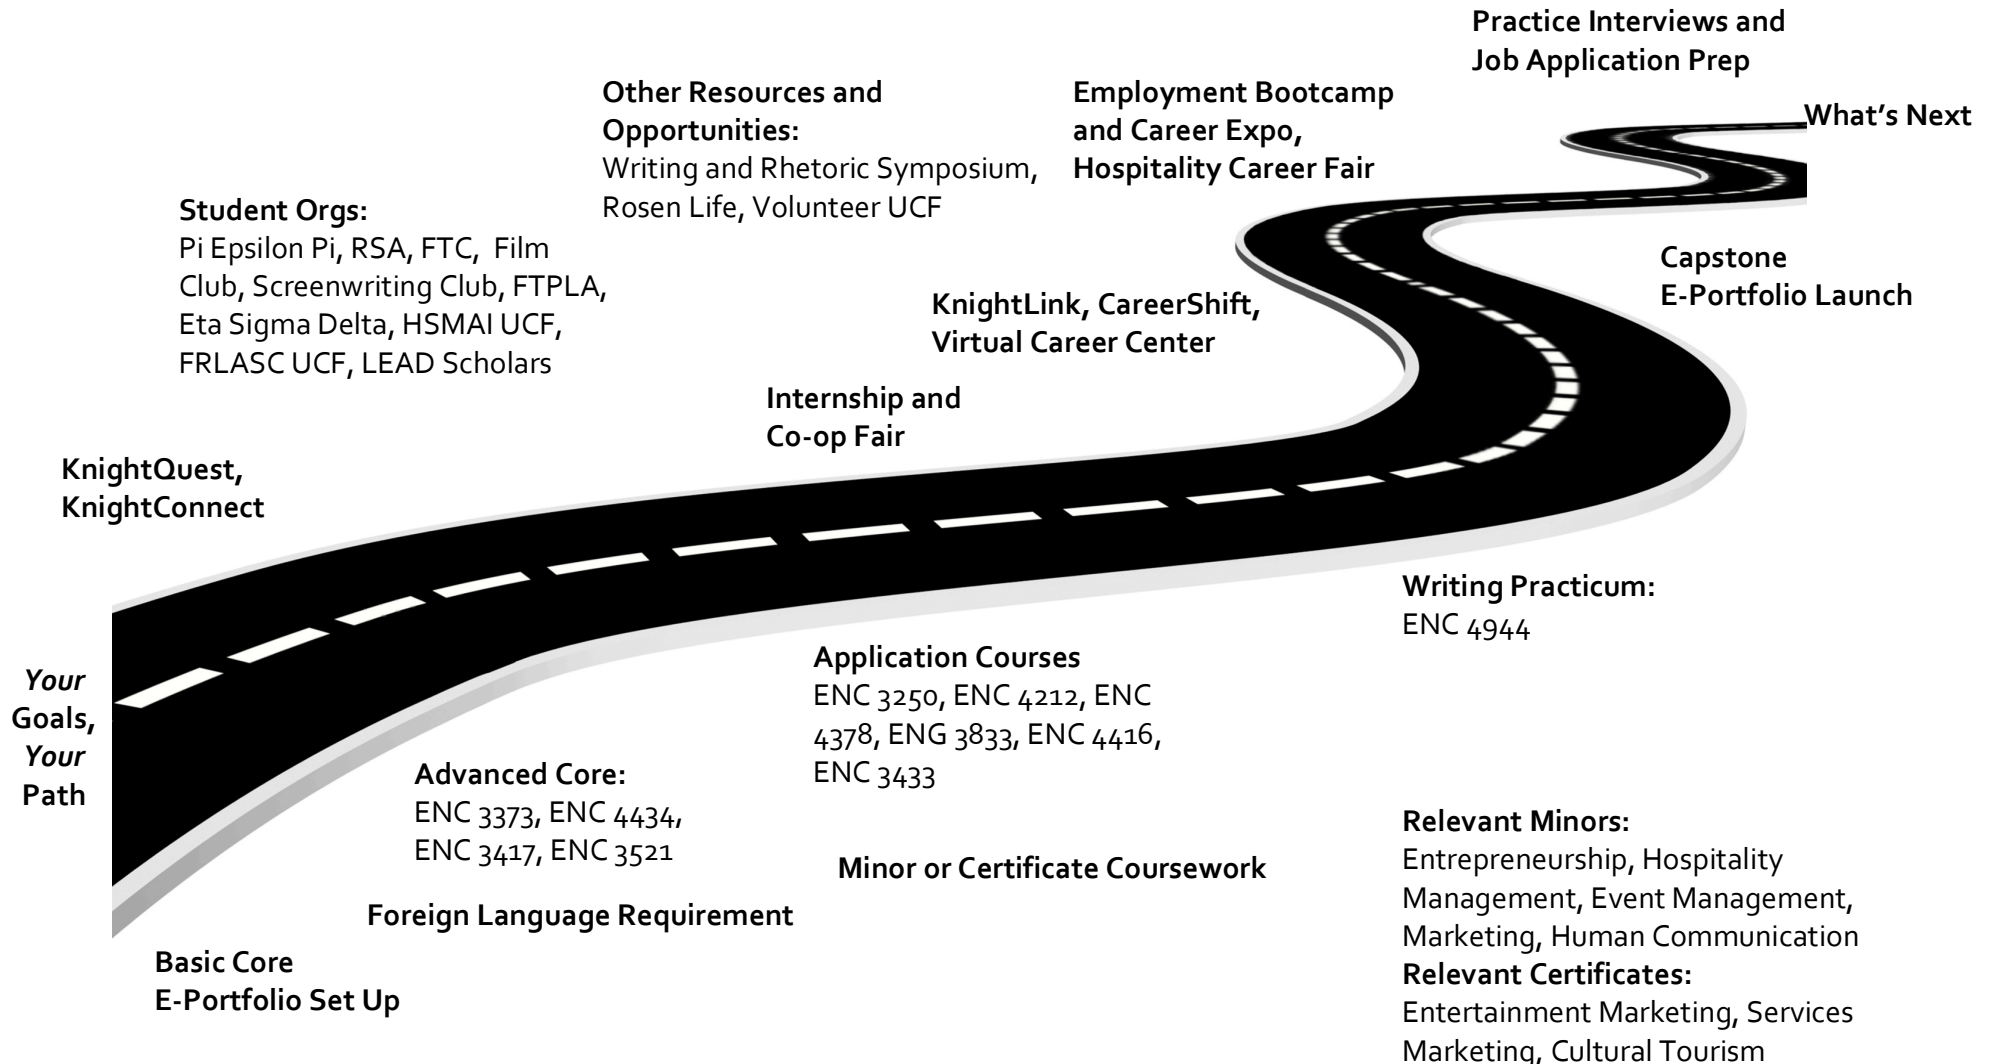 Practice Interviews and
Job Application Prep
Other Resources and
Opportunities:
Writing and Rhetoric Symposium,
Rosen Life, Volunteer UCF
Employment Bootcamp
and Career Expo,
Hospitality Career Fair
What's Next
Student Orgs:
Pi Epsilon Pi, RSA, FTC, Film
Club, Screenwriting Club, FTPLA,
Eta Sigma Delta, HSMAI UCF,
FRLASC UCF, LEAD Scholars
Capstone
E-Portfolio Launch
KnightLink, CareerShift,
Virtual Career Center
Internship and
Co-op Fair
KnightQuest,
KnightConnect
Writing Practicum:
ENC 4944
Your
Goals,
Your
Path
Application Courses
ENC 3250, ENC 4212, ENC
4378, ENG 3833, ENC 4416,
ENC 3433
Advanced Core:
ENC 3373, ENC 4434,
ENC 3417, ENC 3521
Minor or Certificate Coursework
Foreign Language Requirement
Basic Core
E-Portfolio Set Up
Relevant Minors:
Entrepreneurship, Hospitality
Management, Event Management,
Marketing, Human Communication
Relevant Certificates:
Entertainment Marketing, Services
Marketing, Cultural Tourism